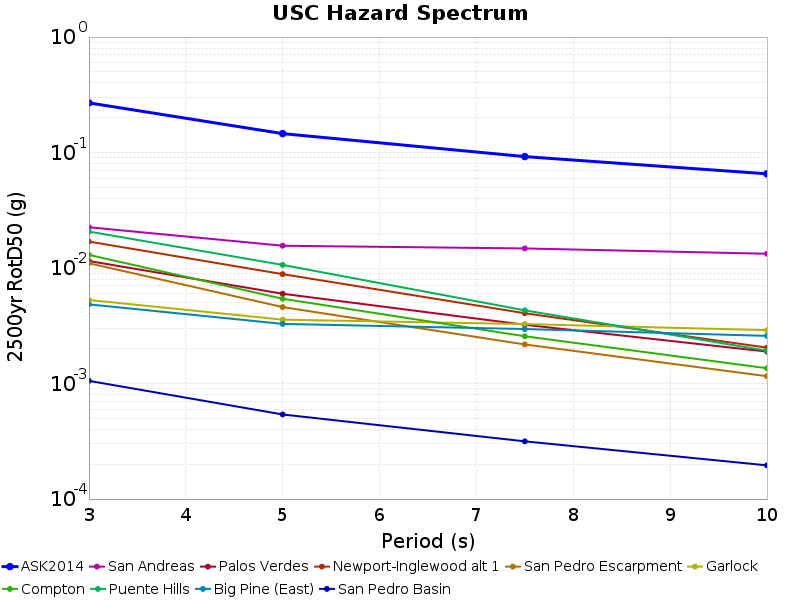 USC Hazard Spectrum
10^0
10^-1
10^-2
10^-3
10^-4
2500yr RotD50 (g)
3 4 5 6 7 8 9 10
Period (s)
ASK2014 San Andreas Palos Verdes Newport-Inglewood alt 1 San Pedro Escarpment Garlock
Compton Puente Hills Big Pine (East) San Pedro Basin